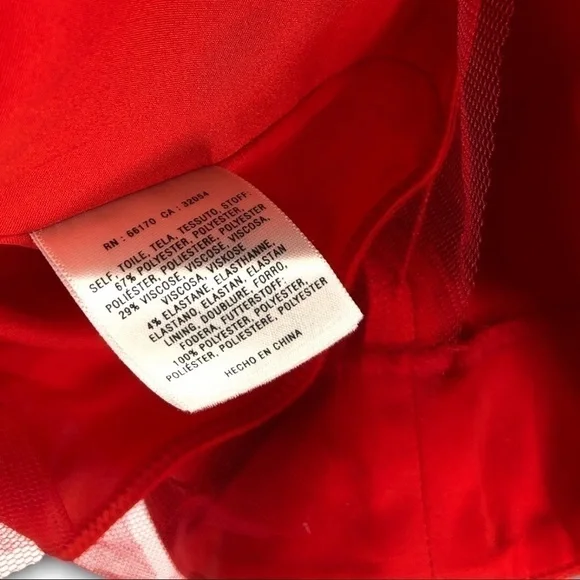 RN : 66170 CA : 32054
SELF, TOILE, TELA, TESSUTO, STOFF:
67% POLYESTER, POLYESTER,
POLIÉSTER, POLIESTERE, POLYESTER
29% VISCOSE, VISCOSE, VISCOSA,
VISCOSA, VISKOSE
4% ELASTANE, ELASTHANNE,
ELASTANO, ELASTAN, ELASTAN
LINING, DOUBLURE, FORRO,
FODERA, FUTTERSTOFF:
100% POLYESTER, POLYESTER,
POLIÉSTER, POLIESTERE, POLYESTER
HECHO EN CHINA